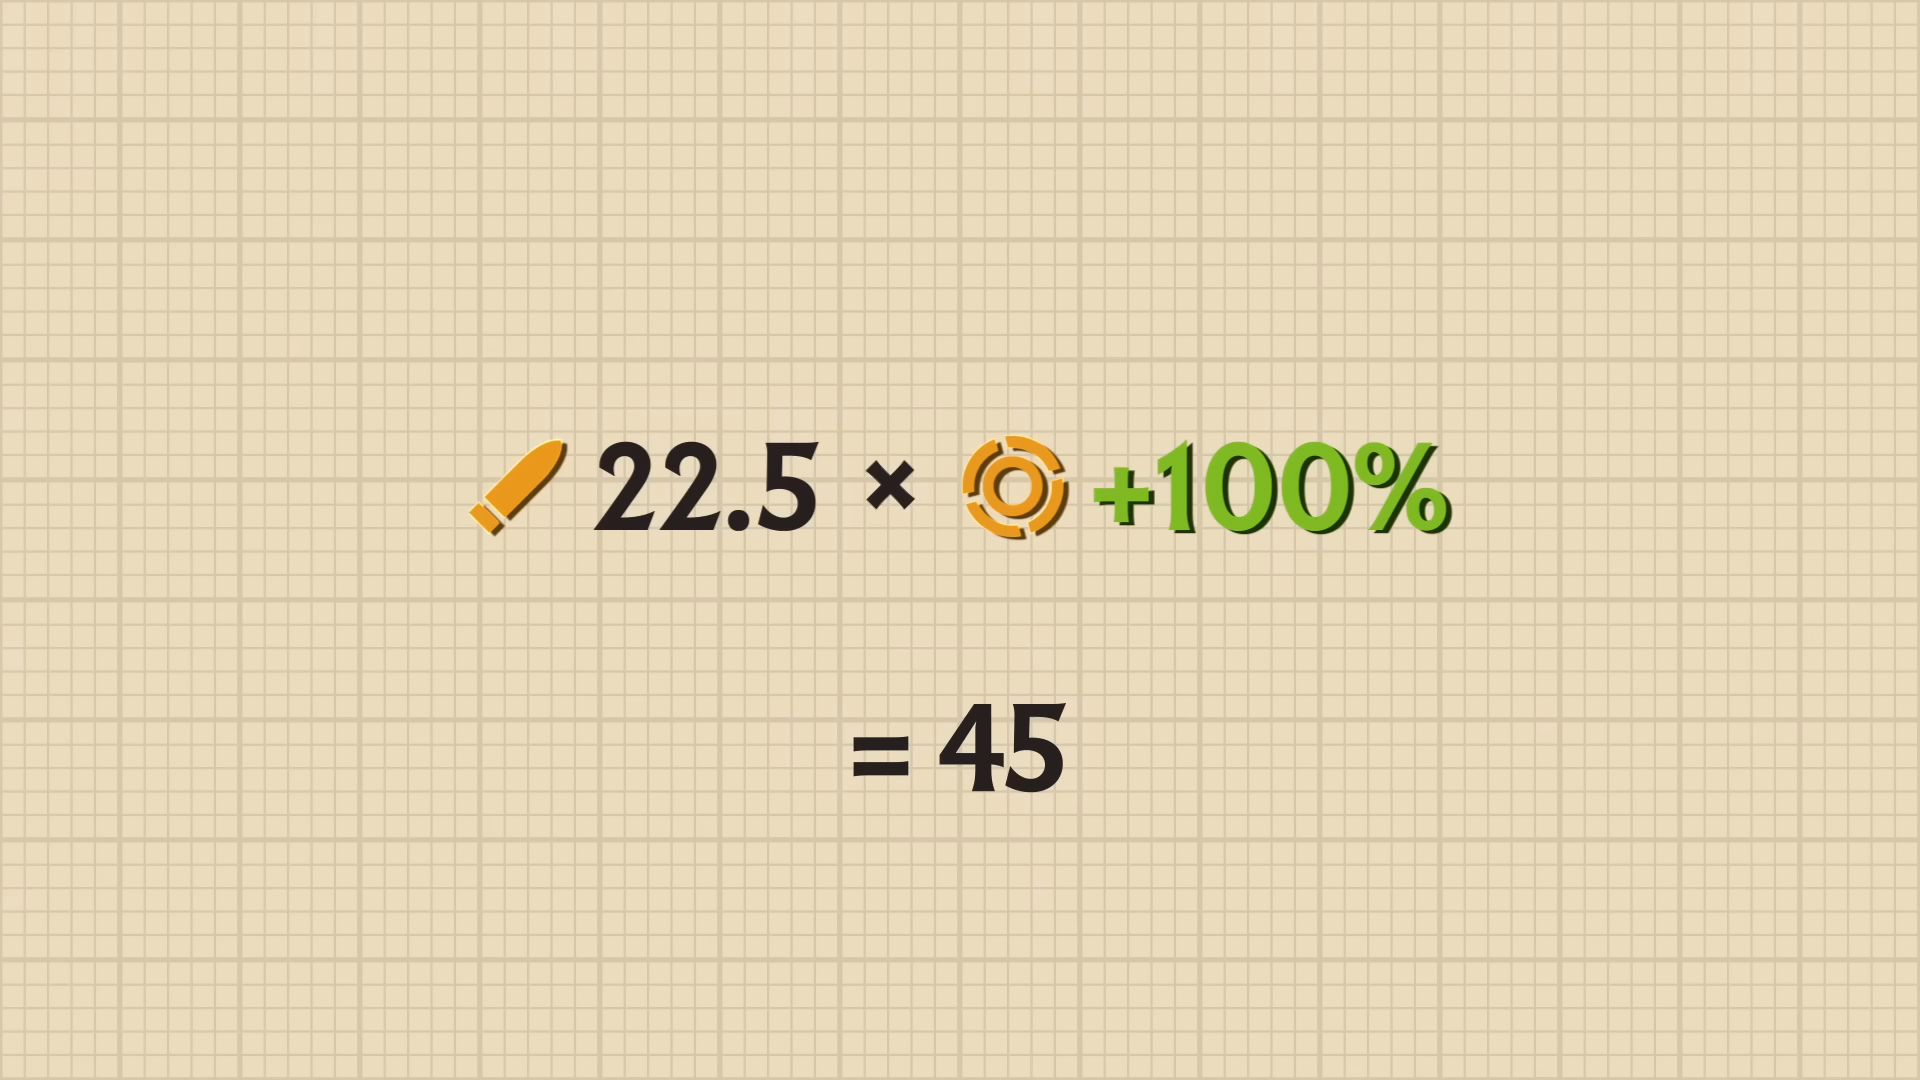 22.5 × +100%
= 45